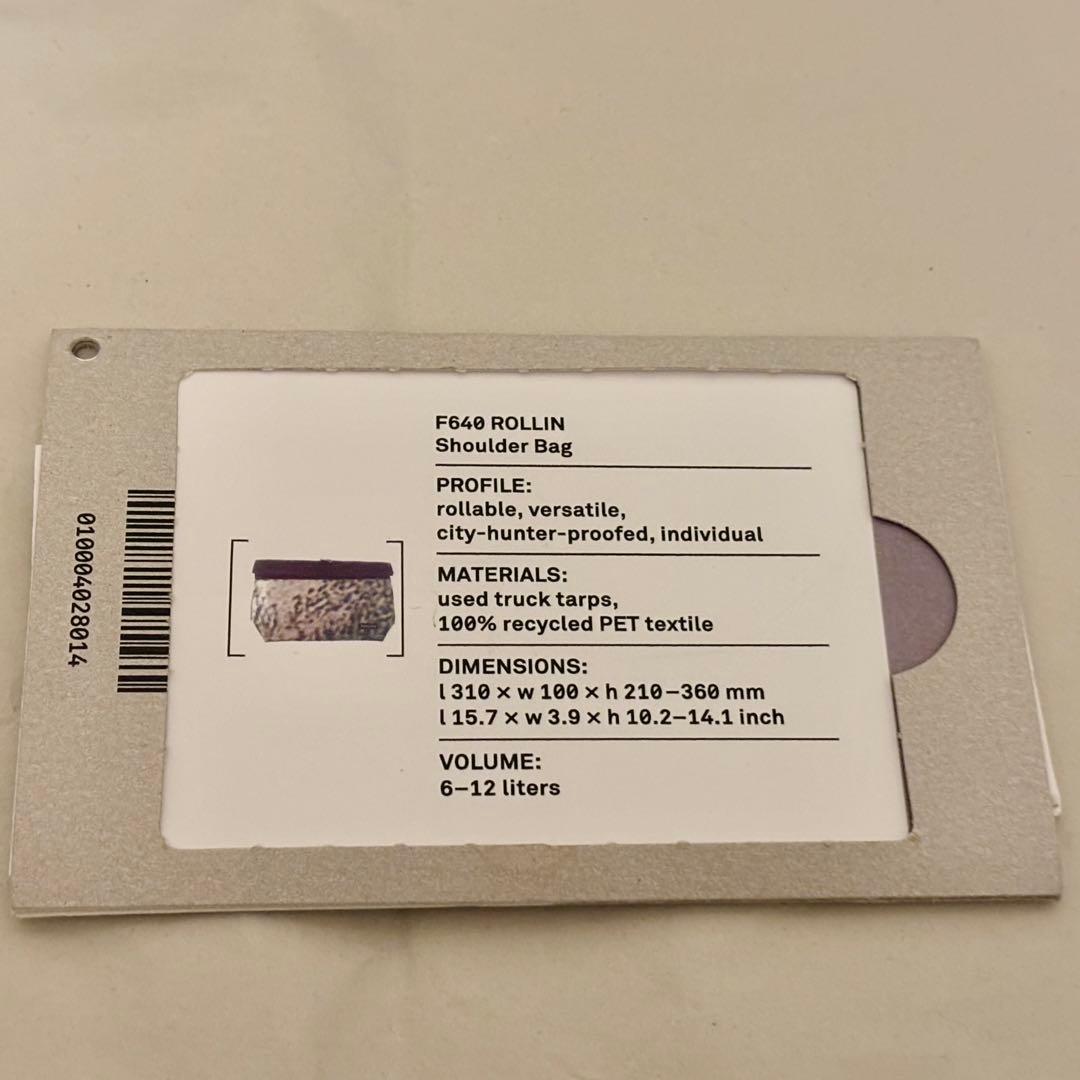 F640 ROLLIN
Shoulder Bag
PROFILE:
rollable, versatile,
city-hunter-proofed, individual
MATERIALS:
used truck tarps,
100% recycled PET textile
DIMENSIONS:
l 310 × w 100 × h 210–360 mm
l 15.7 × w 3.9 × h 10.2–14.1 inch
VOLUME:
6–12 liters
010004028014